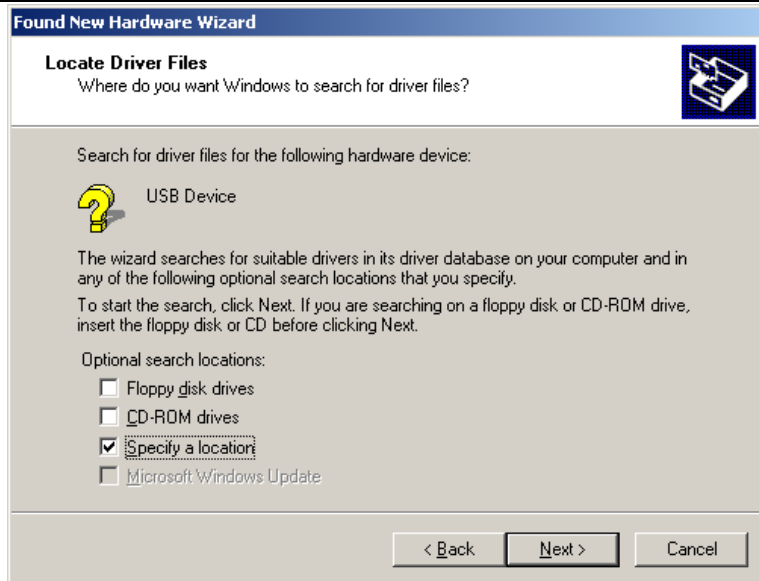 Found New Hardware Wizard
Locate Driver Files
Where do you want Windows to search for driver files?
Search for driver files for the following hardware device:
USB Device
The wizard searches for suitable drivers in its driver database on your computer and in
any of the following optional search locations that you specify.
To start the search, click Next. If you are searching on a floppy disk or CD-ROM drive,
insert the floppy disk or CD before clicking Next.
Optional search locations:
Floppy disk drives
CD-ROM drives
Specify a location
Microsoft Windows Update
< Back
Next >
Cancel